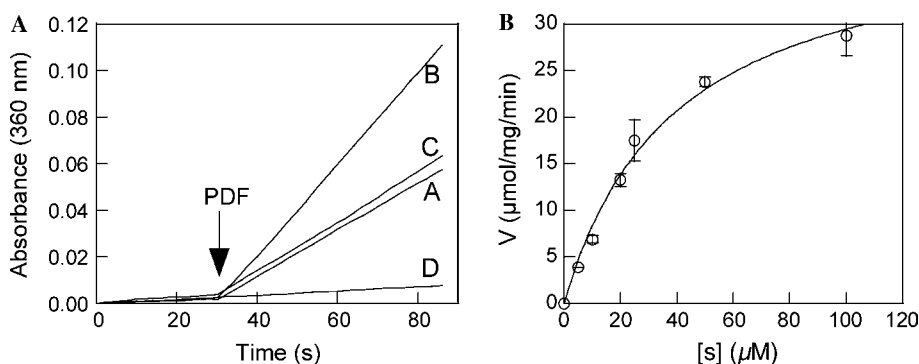 A
Absorbance (360 nm)
0.12
0.10
0.08
0.06
0.04
0.02
0.00
PDF
B
C
A
D
0 20 40 60 80
Time (s)
B
V (µmol/mg/min)
30
25
20
15
10
5
0
0 20 40 60 80 100 120
[s] (µM)